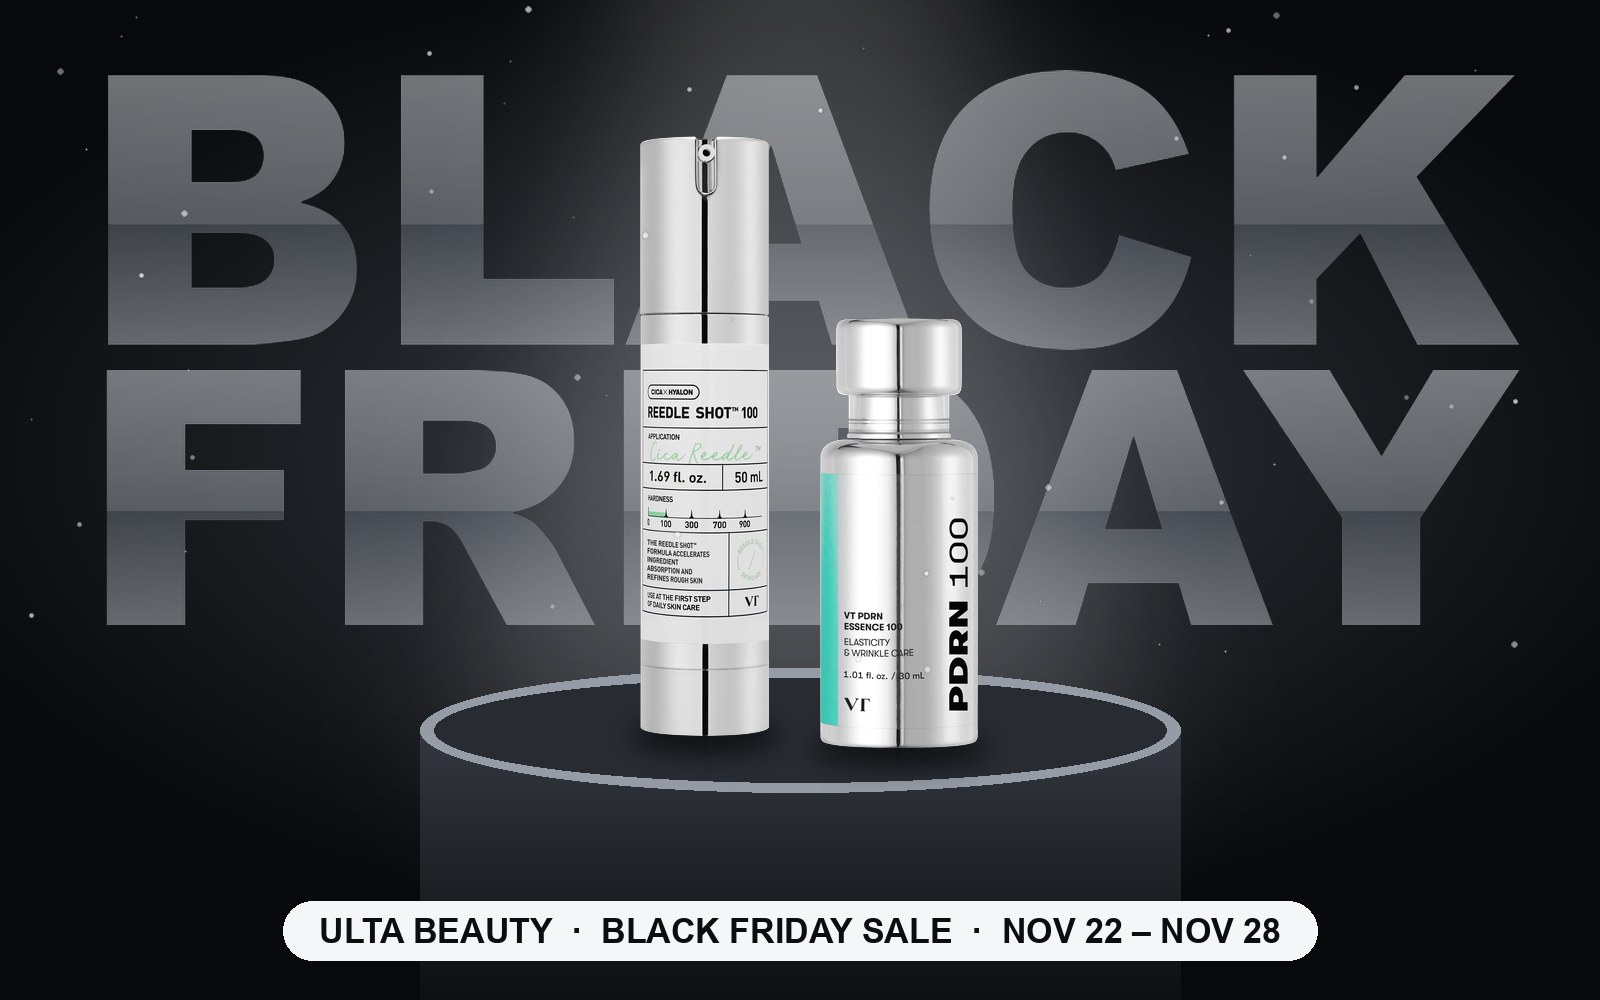 BLACK
FRIDAY
CICA × HYALON
REEDLE SHOT™ 100
APPLICATION
Cica Reedle™
1.69 fl. oz. 50 mL
HARDNESS
0 100 300 700 900
THE REEDLE SHOT™
FORMULA ACCELERATES
INGREDIENT
ABSORPTION AND
REFINES ROUGH SKIN
USE AT THE FIRST STEP
OF DAILY SKIN CARE
VT
VT PDRN
ESSENCE 100
ELASTICITY
& WRINKLE CARE
1.01 fl. oz. / 30 mL
VT
PDRN 100
ULTA BEAUTY · BLACK FRIDAY SALE · NOV 22 – NOV 28